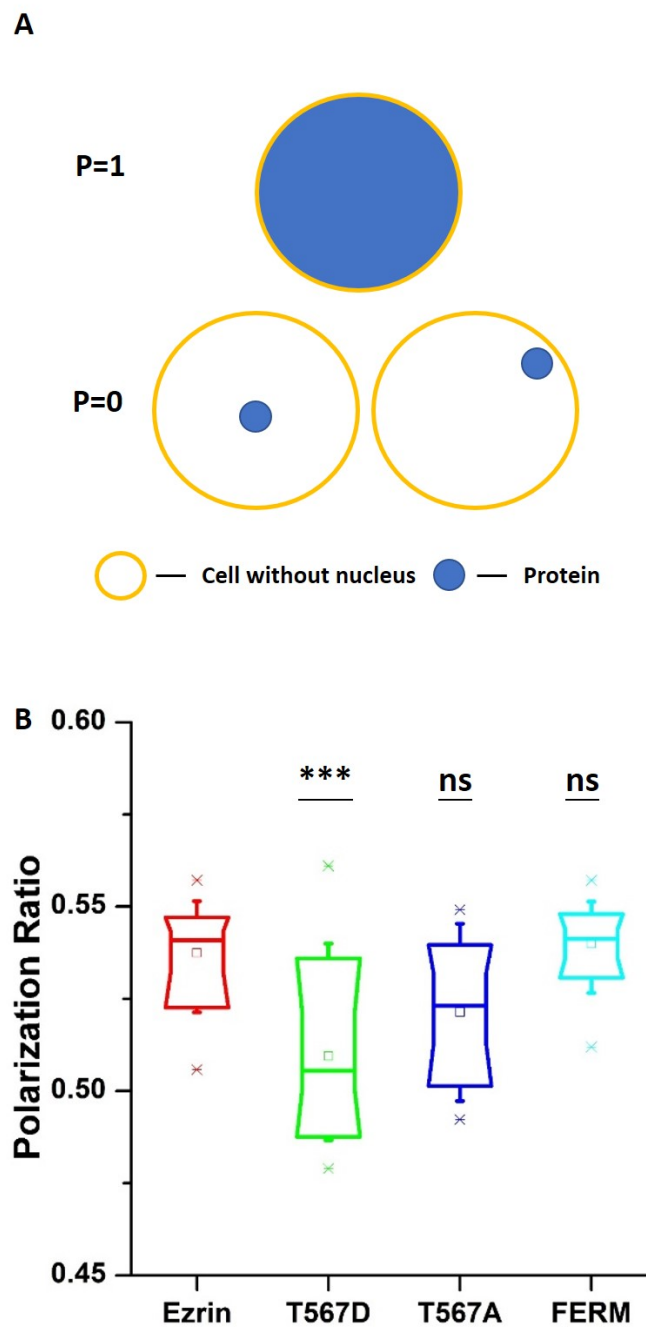 A
P=1
P=0
— Cell without nucleus — Protein
B
0.60
0.55
0.50
0.45
Polarization Ratio
*** ns ns
Ezrin T567D T567A FERM